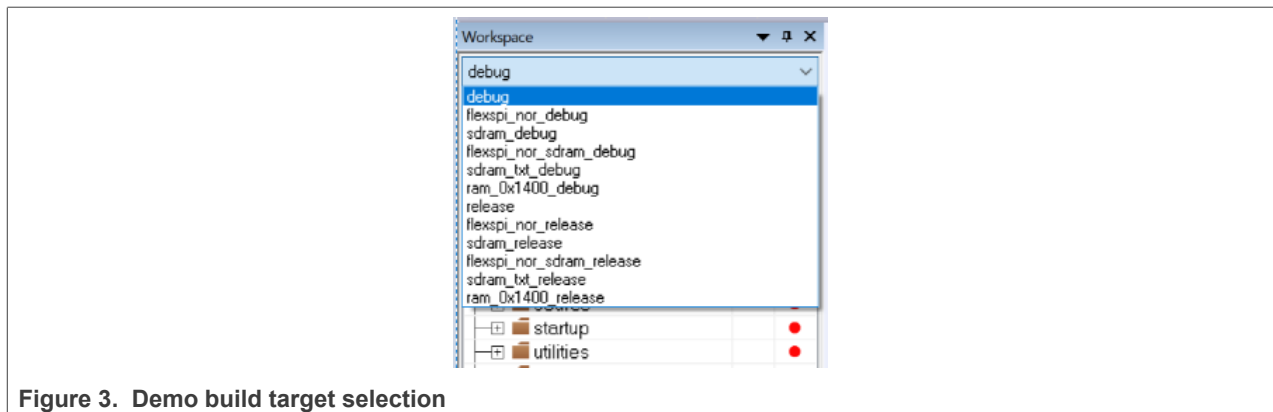 Workspace
debug
debug
flexspi_nor_debug
sdram_debug
flexspi_nor_sdram_debug
sdram_txt_debug
ram_0x1400_debug
release
flexspi_nor_release
sdram_release
flexspi_nor_sdram_release
sdram_txt_release
ram_0x1400_release
startup
utilities
Figure 3. Demo build target selection